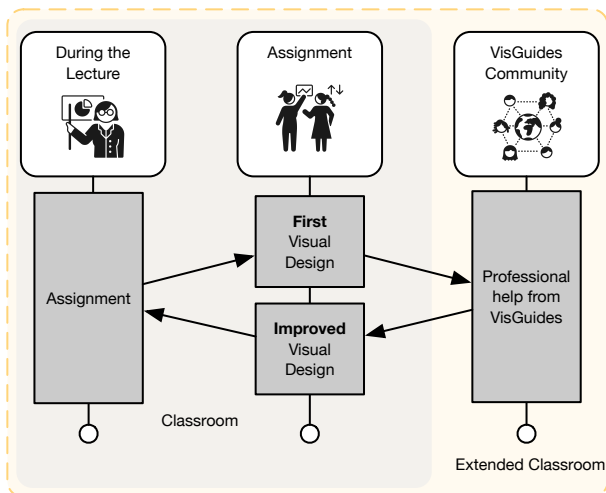 During the
Lecture
Assignment
VisGuides
Community
Assignment
First
Visual
Design
Improved
Visual
Design
Professional
help from
VisGuides
Classroom
Extended Classroom